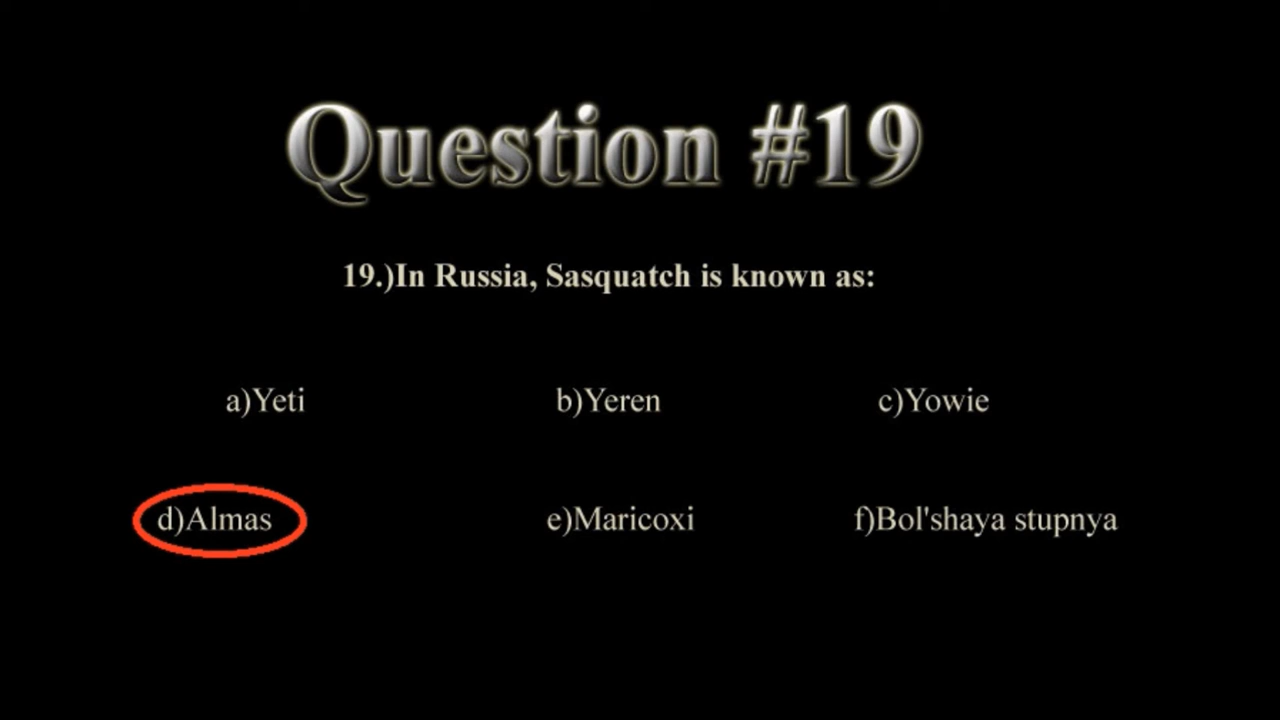 Question #19
19.)In Russia, Sasquatch is known as:
a)Yeti b)Yeren c)Yowie
d)Almas e)Maricoxi f)Bol'shaya stupnya